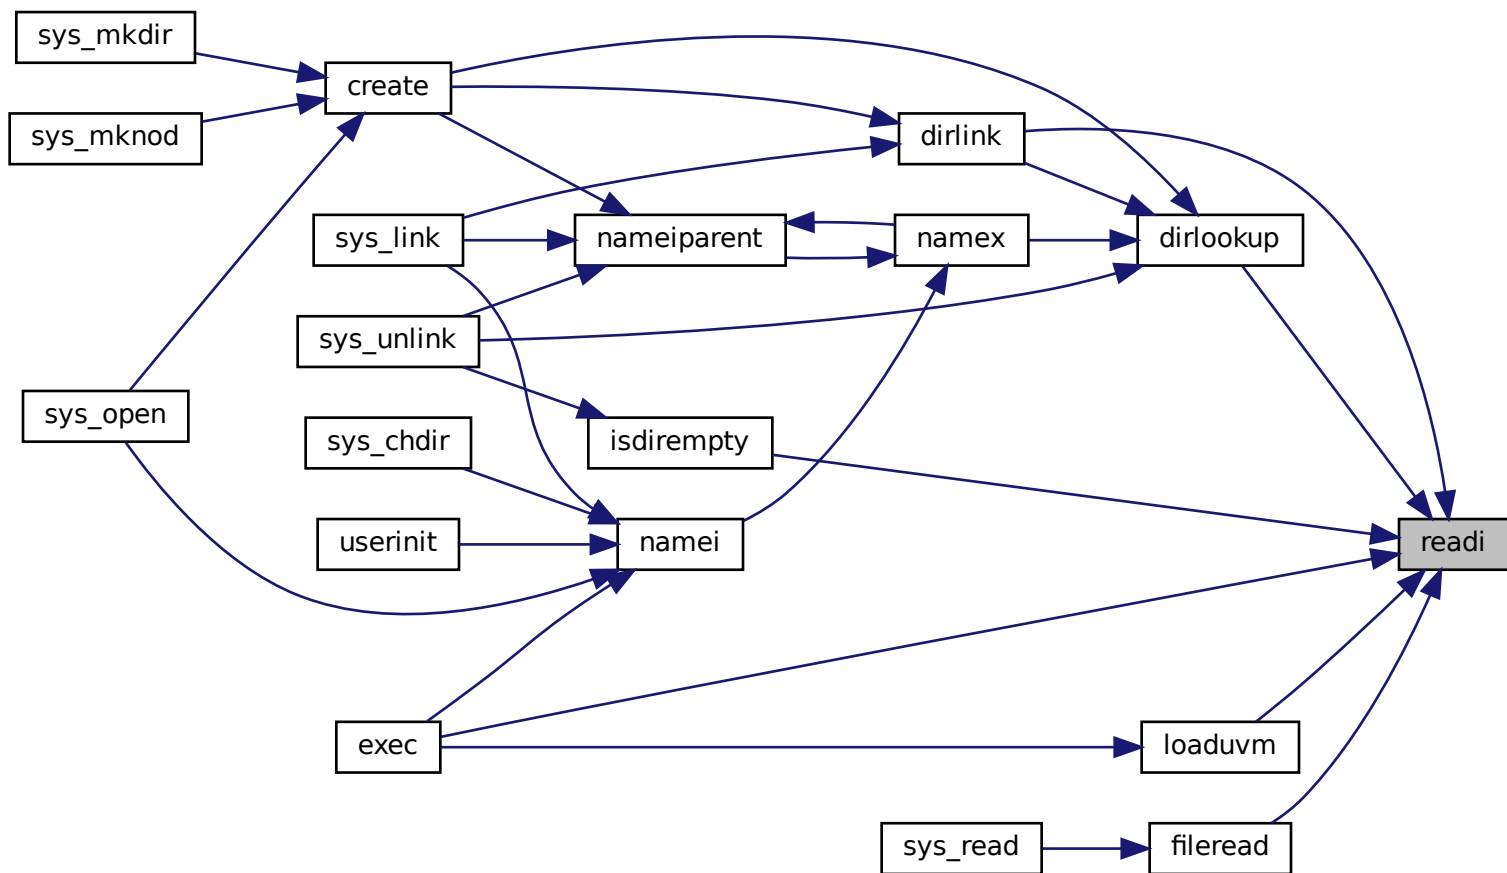 sys_mkdir
create
sys_mknod
dirlink
sys_link
nameiparent
namex
dirlookup
sys_unlink
sys_open
sys_chdir
isdirempty
userinit
namei
readi
exec
loaduvm
sys_read
fileread